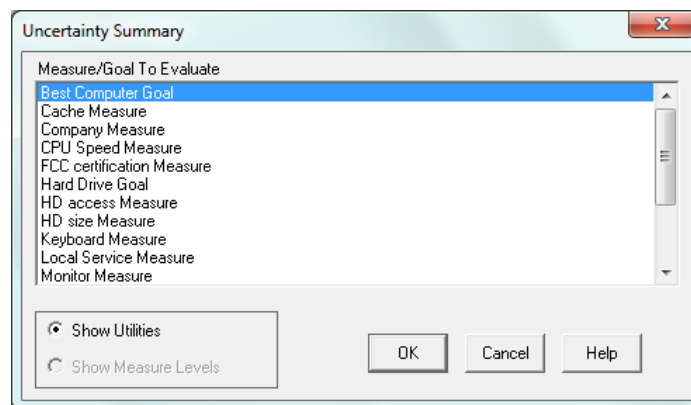 Uncertainty Summary
Measure/Goal To Evaluate
Best Computer Goal
Cache Measure
Company Measure
CPU Speed Measure
FCC certification Measure
Hard Drive Goal
HD access Measure
HD size Measure
Keyboard Measure
Local Service Measure
Monitor Measure
Show Utilities
Show Measure Levels
OK
Cancel
Help